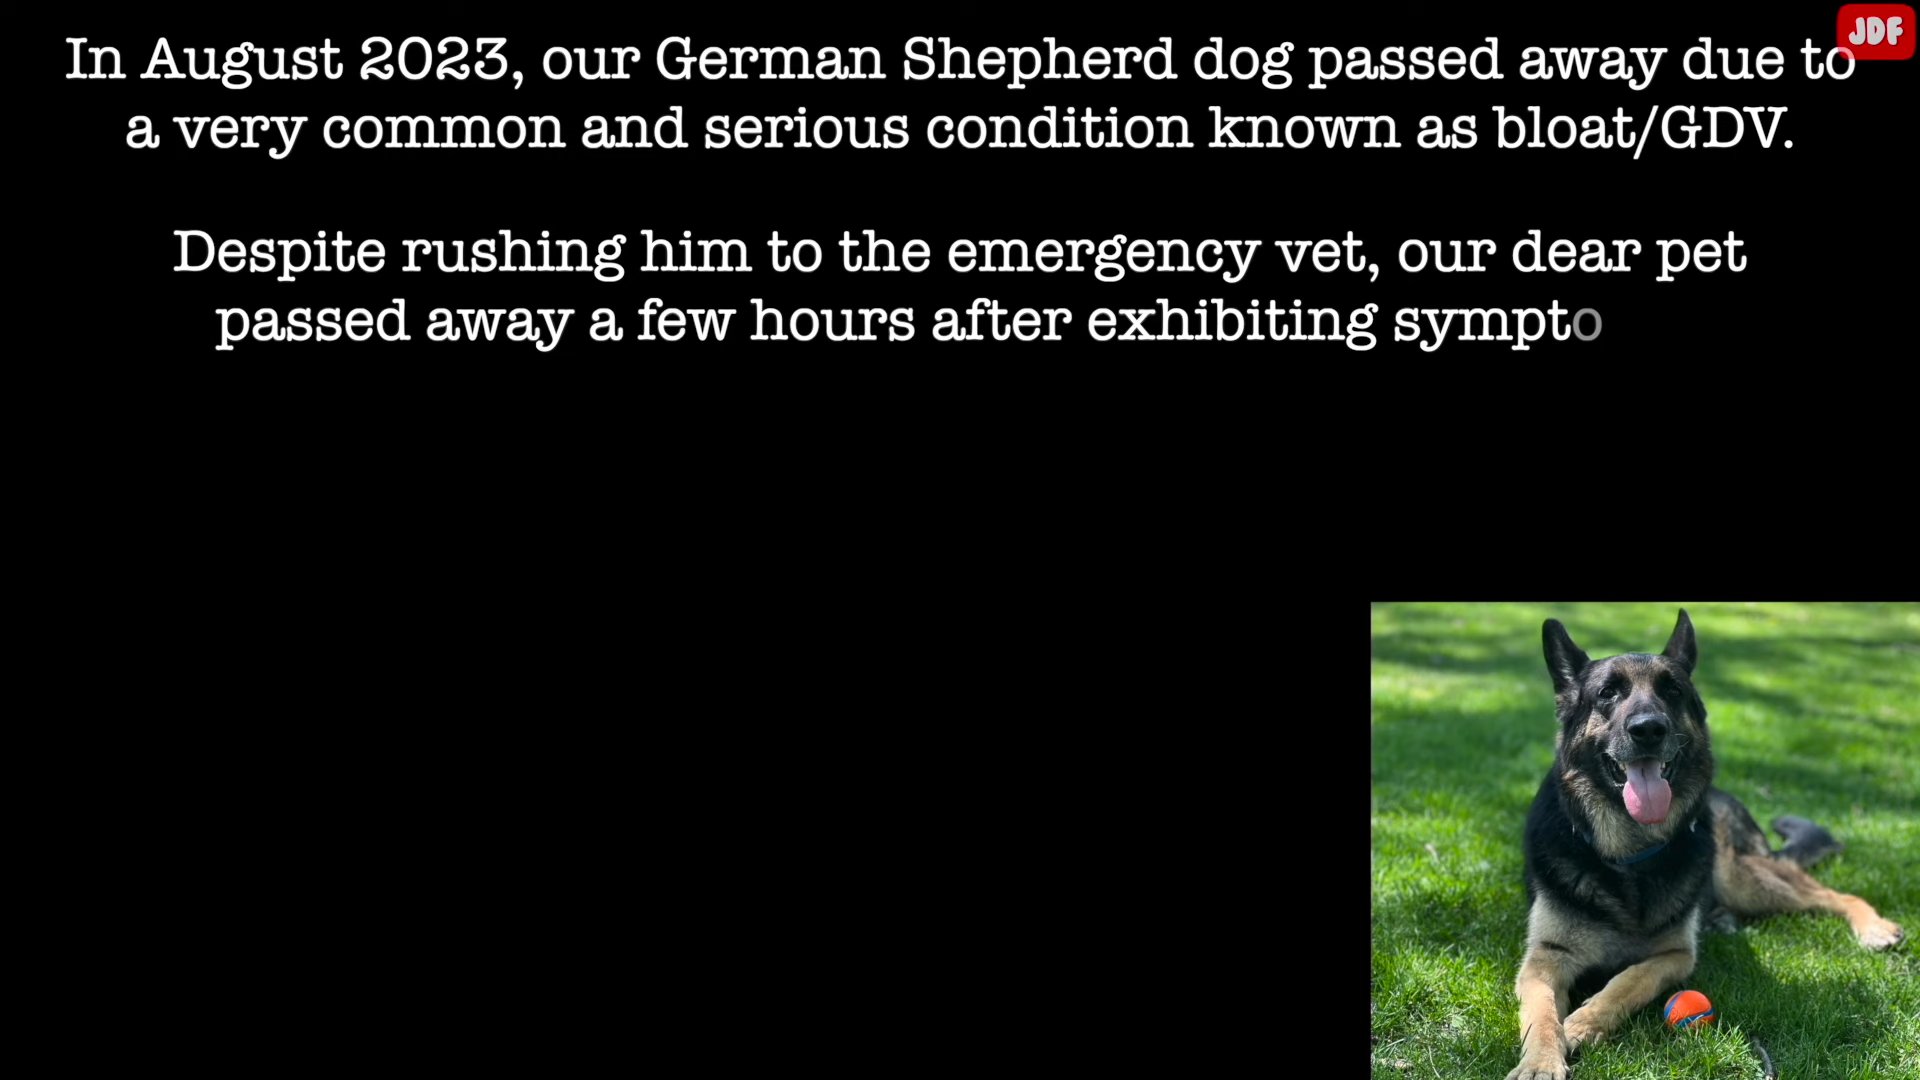 In August 2023, our German Shepherd dog passed away due to
a very common and serious condition known as bloat/GDV.
Despite rushing him to the emergency vet, our dear pet
passed away a few hours after exhibiting sympto
JDF